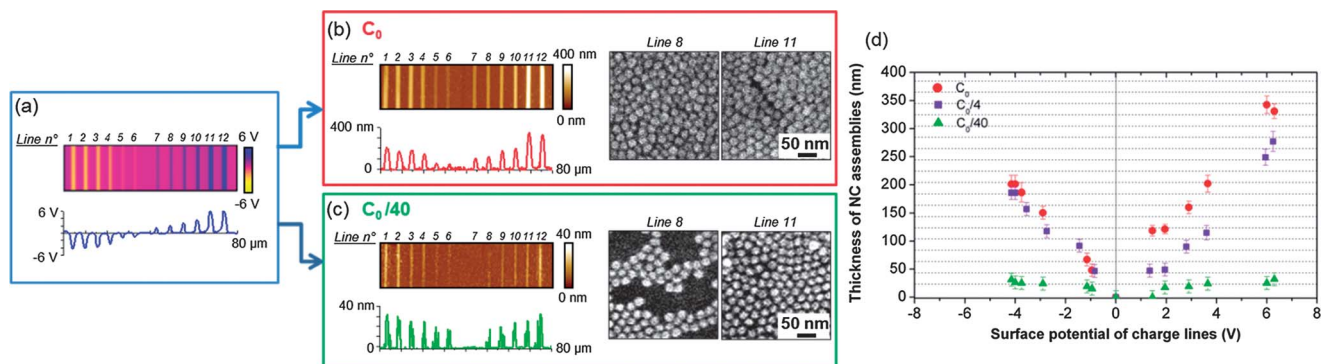 (a)
Line n°
1 2 3 4 5 6 7 8 9 10 11 12
6 V
-6 V
6 V
-6 V
80 µm
(b) C0
Line n°
1 2 3 4 5 6 7 8 9 10 11 12
400 nm
0 nm
400 nm
0
80 µm
Line 8
Line 11
50 nm
(c) C0/40
Line n°
1 2 3 4 5 6 7 8 9 10 11 12
40 nm
0 nm
40 nm
0
80 µm
Line 8
Line 11
50 nm
(d)
Thickness of NC assemblies (nm)
400
350
300
250
200
150
100
50
0
C0
C0/4
C0/40
-8 -6 -4 -2 0 2 4 6 8
Surface potential of charge lines (V)